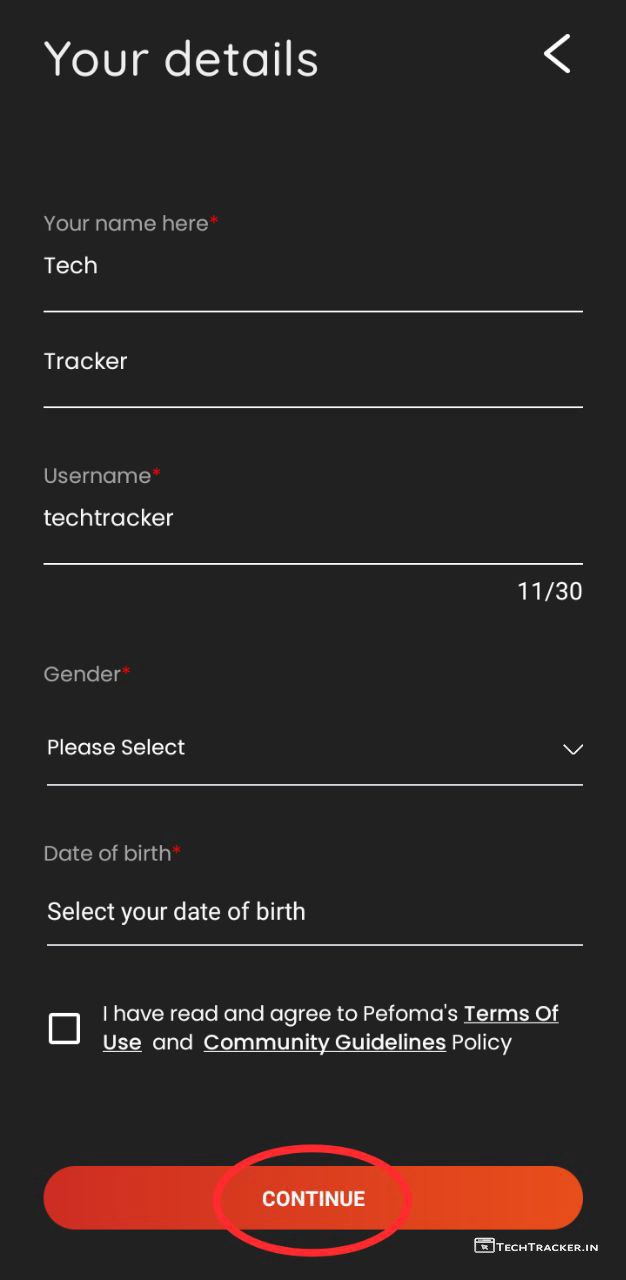 Your details
Your name here*
Tech
Tracker
Username*
techtracker
11/30
Gender*
Please Select
Date of birth*
Select your date of birth
I have read and agree to Pefoma's Terms Of
Use and Community Guidelines Policy
CONTINUE
TECHTRACKER.IN